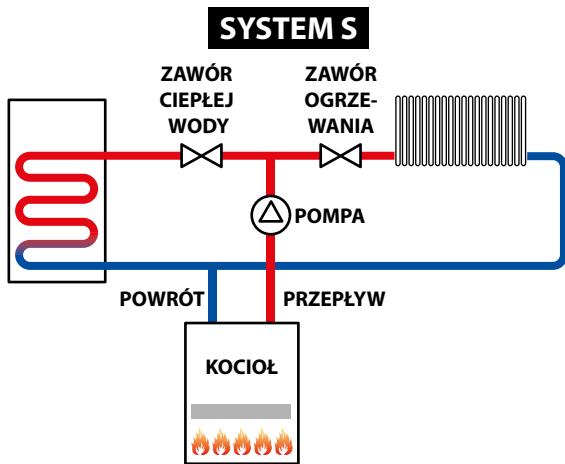 SYSTEM S
ZAWÓR
CIEPŁEJ
WODY
ZAWÓR
OGRZE-
WANIA
POMPA
POWRÓT
PRZEPŁYW
KOCIOŁ